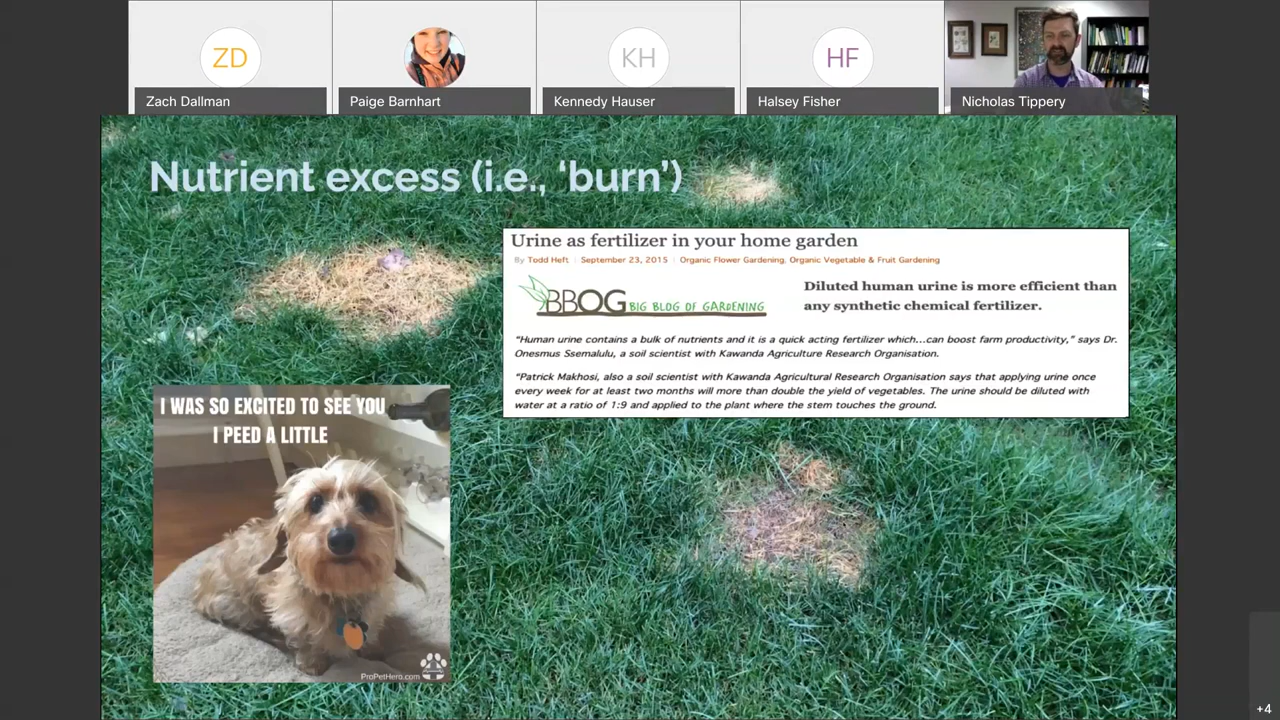 ZD
KH
HF
Zach Dallman
Paige Barnhart
Kennedy Hauser
Halsey Fisher
Nicholas Tippery
Nutrient excess (i.e., ‘burn’)
Urine as fertilizer in your home garden
By Todd Heft | September 23, 2015 | Organic Flower Gardening, Organic Vegetable & Fruit Gardening
BBOG BIG BLOG OF GARDENING
Diluted human urine is more efficient than
any synthetic chemical fertilizer.
“Human urine contains a bulk of nutrients and it is a quick acting fertilizer which…can boost farm productivity,” says Dr.
Onesmus Ssemalulu, a soil scientist with Kawanda Agriculture Research Organisation.
“Patrick Makhosi, also a soil scientist with Kawanda Agricultural Research Organisation says that applying urine once
every week for at least two months will more than double the yield of vegetables. The urine should be diluted with
water at a ratio of 1:9 and applied to the plant where the stem touches the ground.
I WAS SO EXCITED TO SEE YOU
I PEED A LITTLE
ProPetHero.com
+4